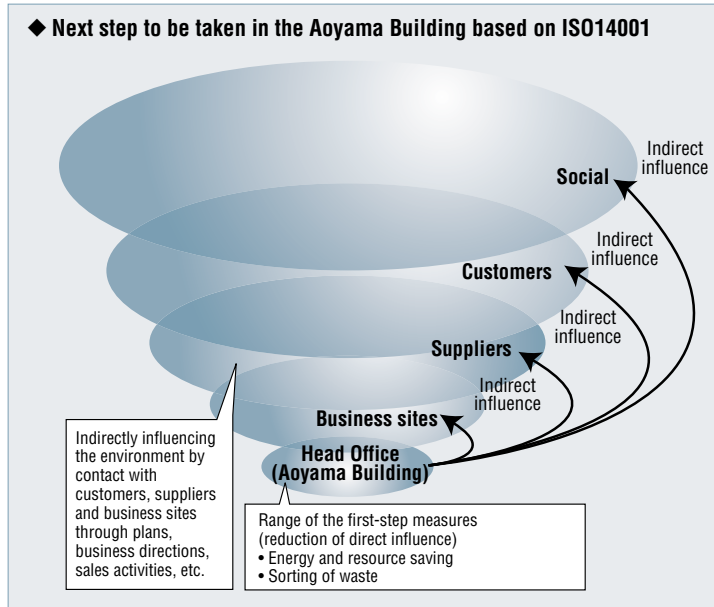 ◆ Next step to be taken in the Aoyama Building based on ISO14001
Indirect
influence
Social
Indirect
influence
Customers
Indirect
influence
Suppliers
Indirect
influence
Business sites
Head Office
(Aoyama Building)
Indirectly influencing
the environment by
contact with
customers, suppliers
and business sites
through plans,
business directions,
sales activities, etc.
Range of the first-step measures
(reduction of direct influence)
• Energy and resource saving
• Sorting of waste